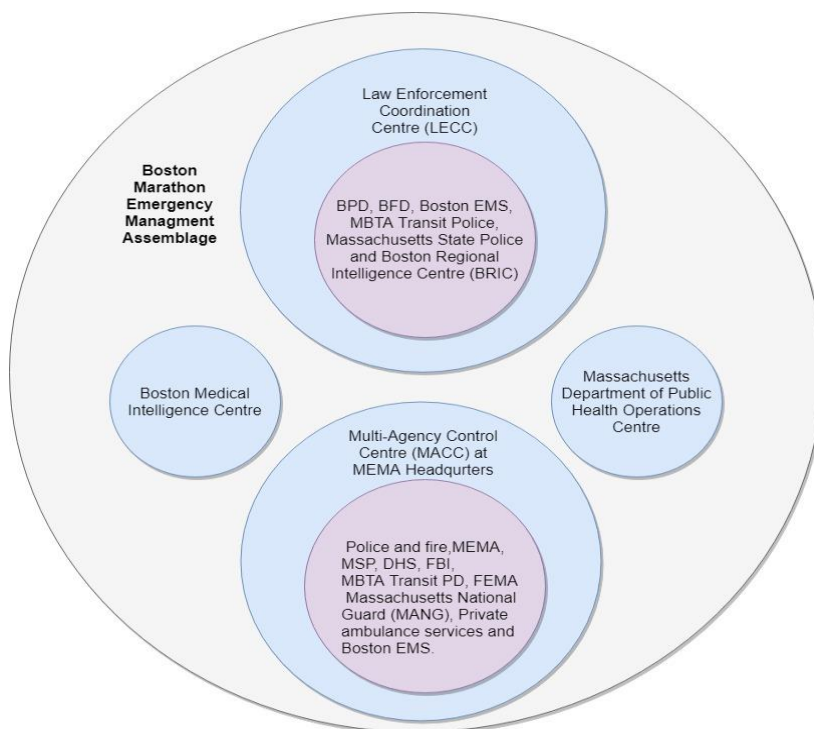 Law Enforcement
Coordination
Centre (LECC)
Boston
Marathon
Emergency
Managment
Assemblage
BPD, BFD, Boston EMS,
MBTA Transit Police,
Massachusetts State Police
and Boston Regional
Intelligence Centre (BRIC)
Boston Medical
Intelligence Centre
Massachusetts
Department of Public
Health Operations
Centre
Multi-Agency Control
Centre (MACC) at
MEMA Headqurters
Police and fire,MEMA,
MSP, DHS, FBI,
MBTA Transit PD, FEMA
Massachusetts National
Guard (MANG), Private
ambulance services and
Boston EMS.